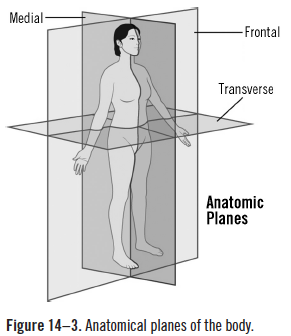 Medial
Frontal
Transverse
Anatomic
Planes
Figure 14–3. Anatomical planes of the body.